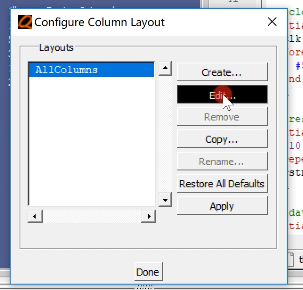 Configure Column Layout
Layouts
AllColumns
Create...
Edit...
Remove
Copy...
Rename...
Restore All Defaults
Apply
Done